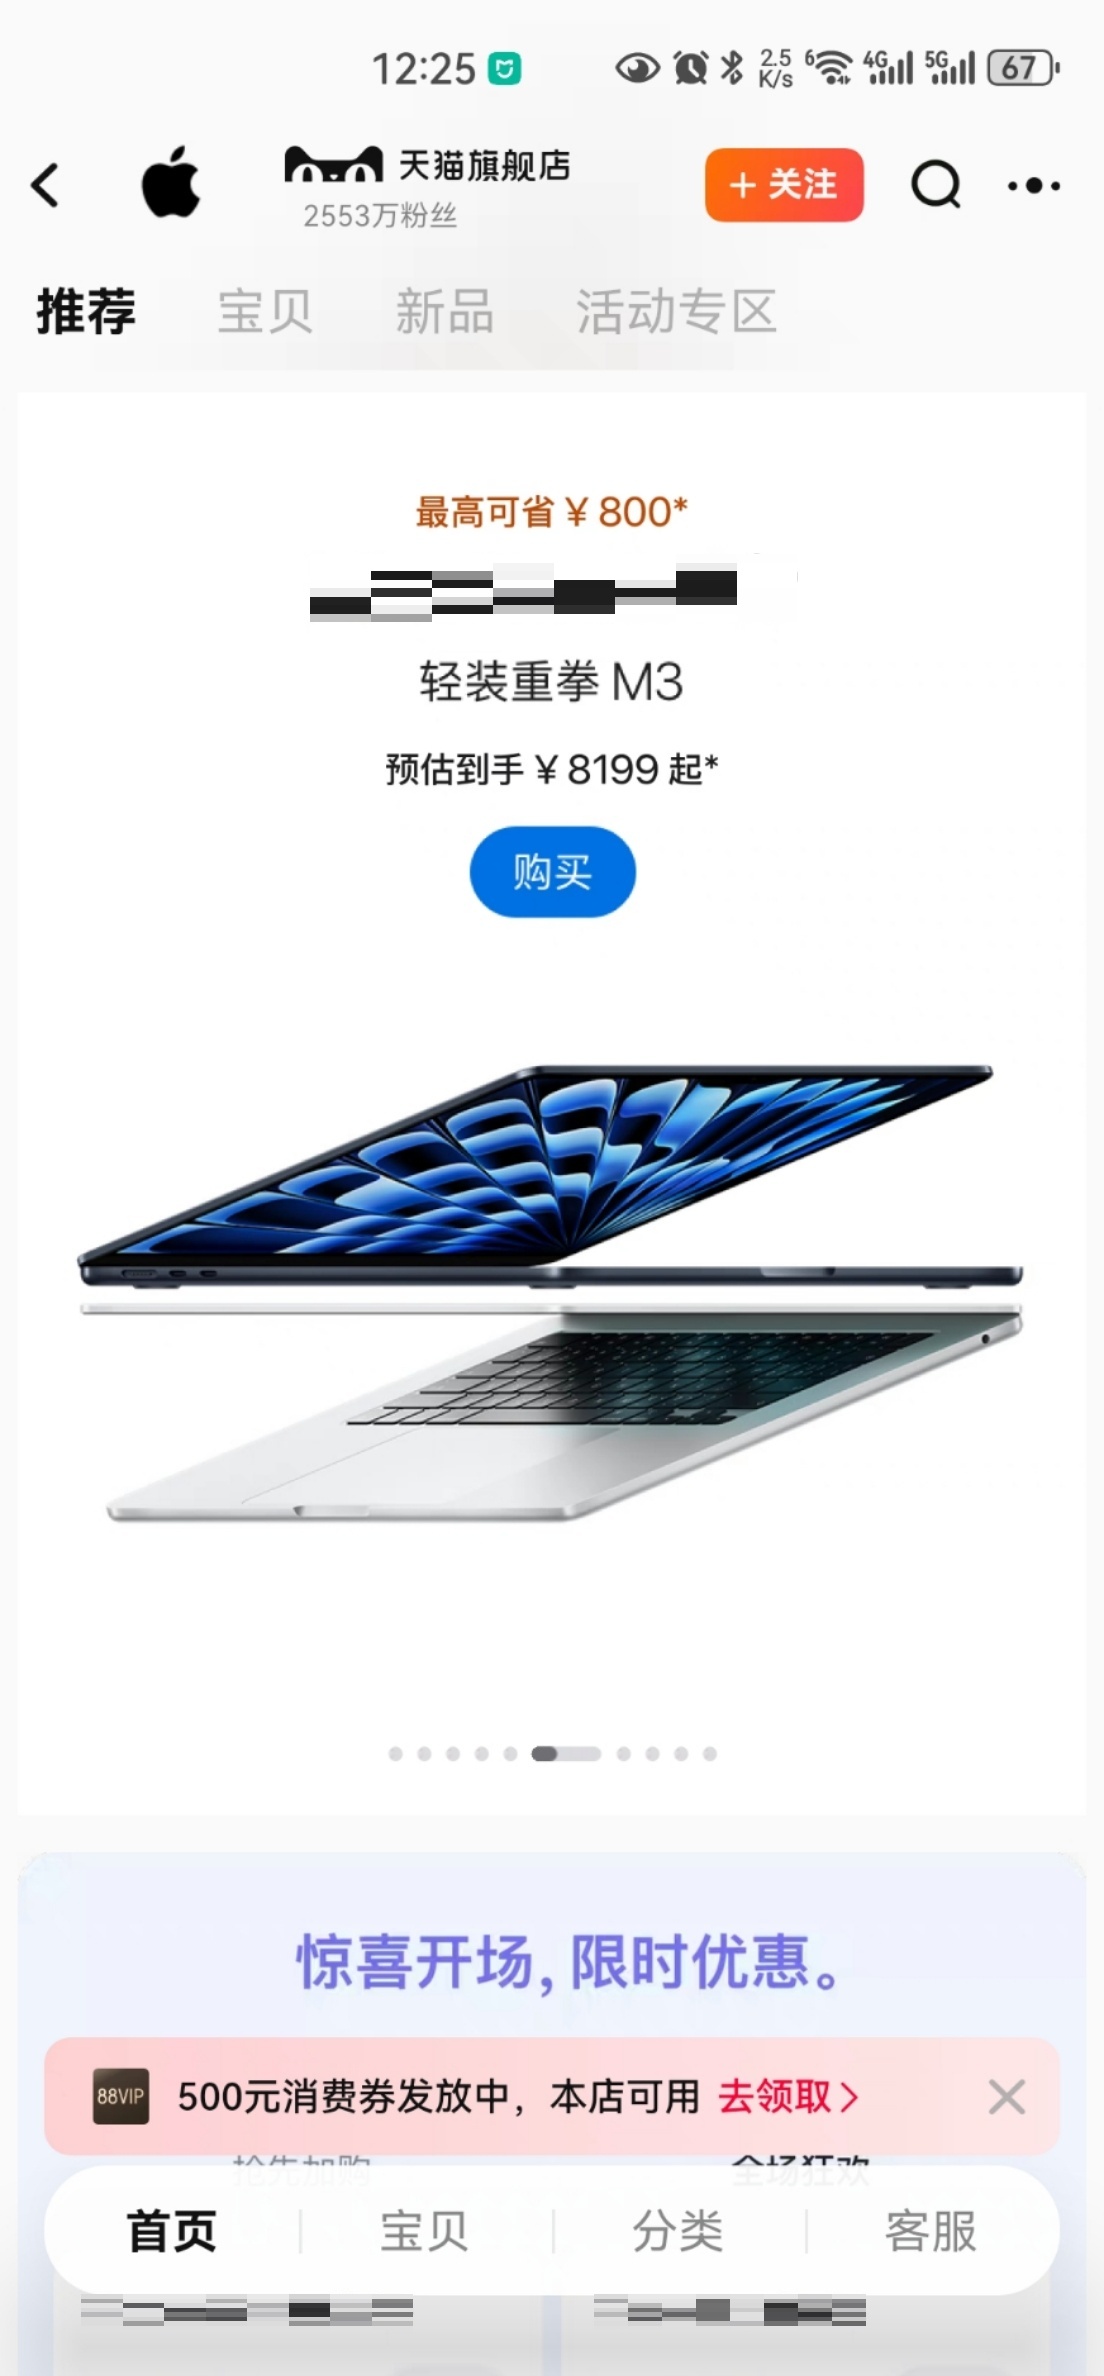 12:25
2.5
K/s
6
4G
5G
67
天猫旗舰店
2553万粉丝
+ 关注
推荐
宝贝
新品
活动专区
最高可省 ¥ 800*
轻装重拳 M3
预估到手 ¥ 8199 起*
购买
惊喜开场，限时优惠。
88VIP
500元消费券发放中，本店可用 去领取
抢先加购
全场狂欢
首页
宝贝
分类
客服